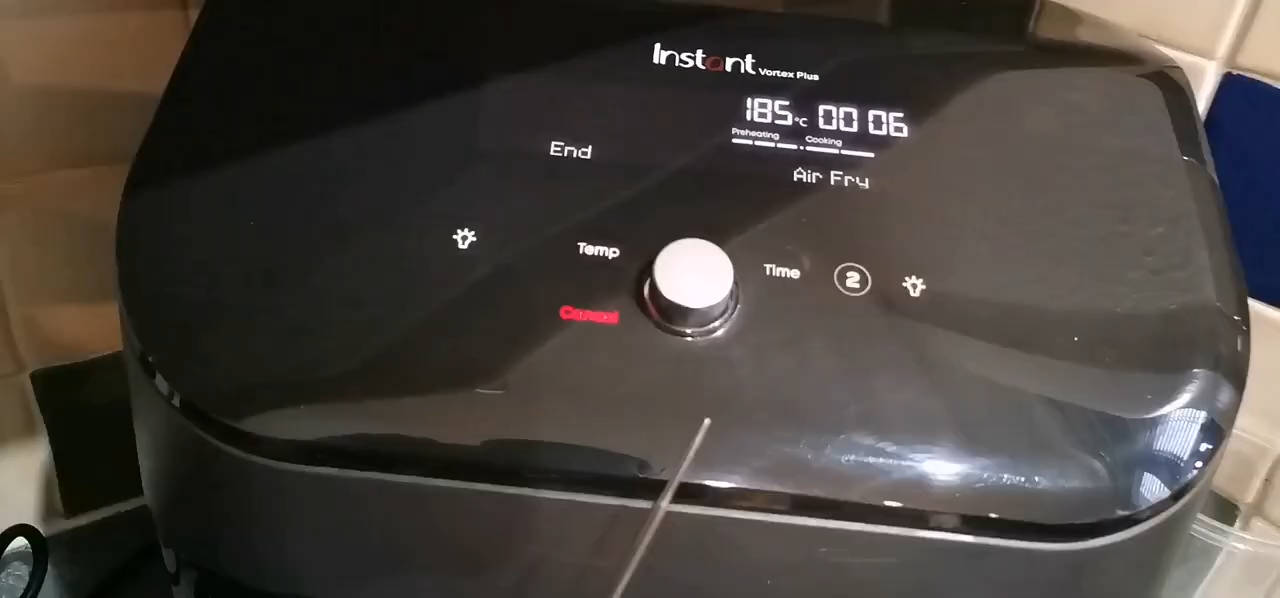 Instant Vortex Plus
185°C 00 06
Preheating Cooking
End
Air Fry
Temp
Time
2
Cancel